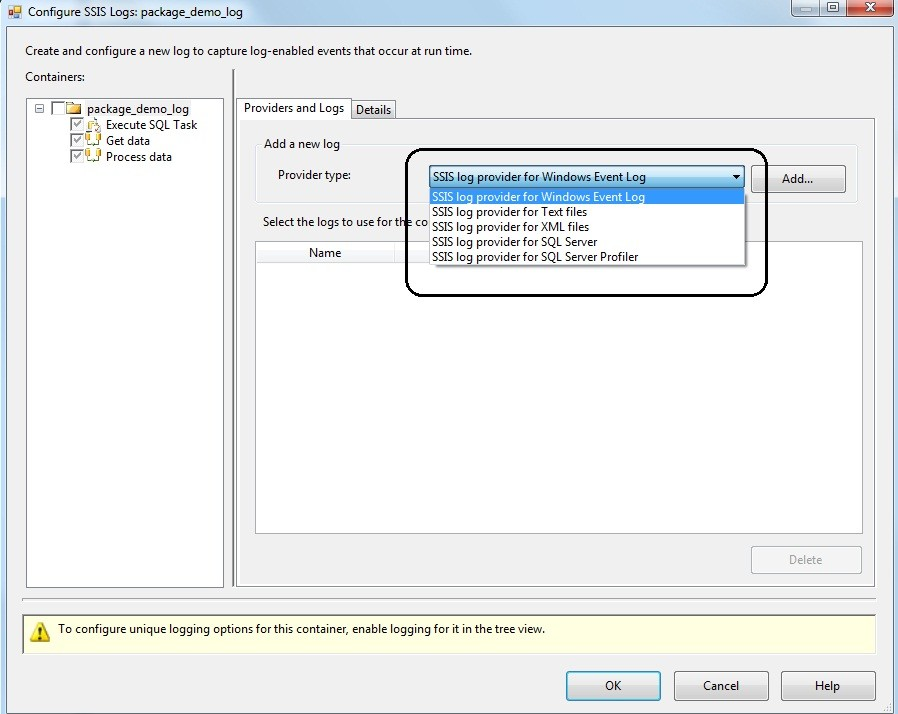 Configure SSIS Logs: package_demo_log
Create and configure a new log to capture log-enabled events that occur at run time.
Containers:
package_demo_log
Execute SQL Task
Get data
Process data
Providers and Logs
Details
Add a new log
Provider type:
SSIS log provider for Windows Event Log
Add...
SSIS log provider for Windows Event Log
SSIS log provider for Text files
SSIS log provider for XML files
SSIS log provider for SQL Server
SSIS log provider for SQL Server Profiler
Select the logs to use for the co
Name
Delete
To configure unique logging options for this container, enable logging for it in the tree view.
OK
Cancel
Help